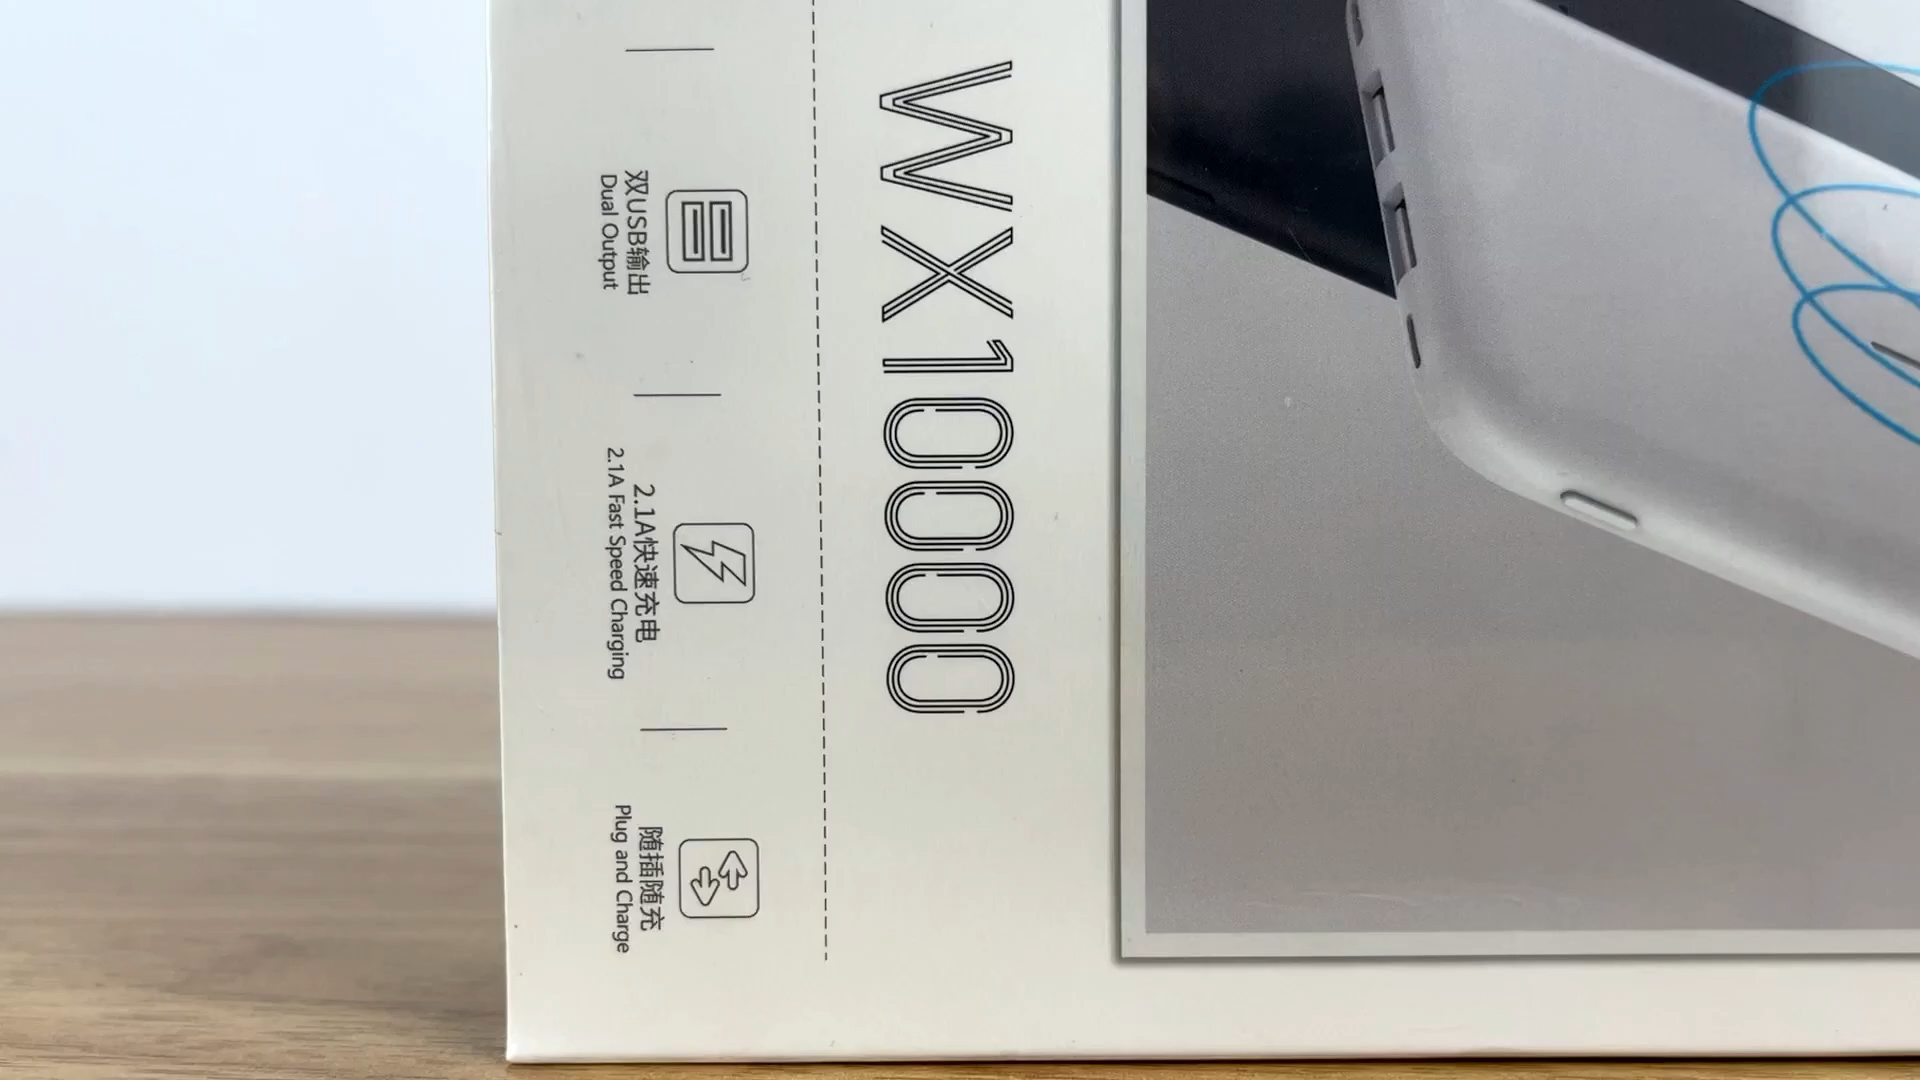 WX10000
双USB输出
Dual Output
2.1A快速充电
2.1A Fast Speed Charging
随插随充
Plug and Charge